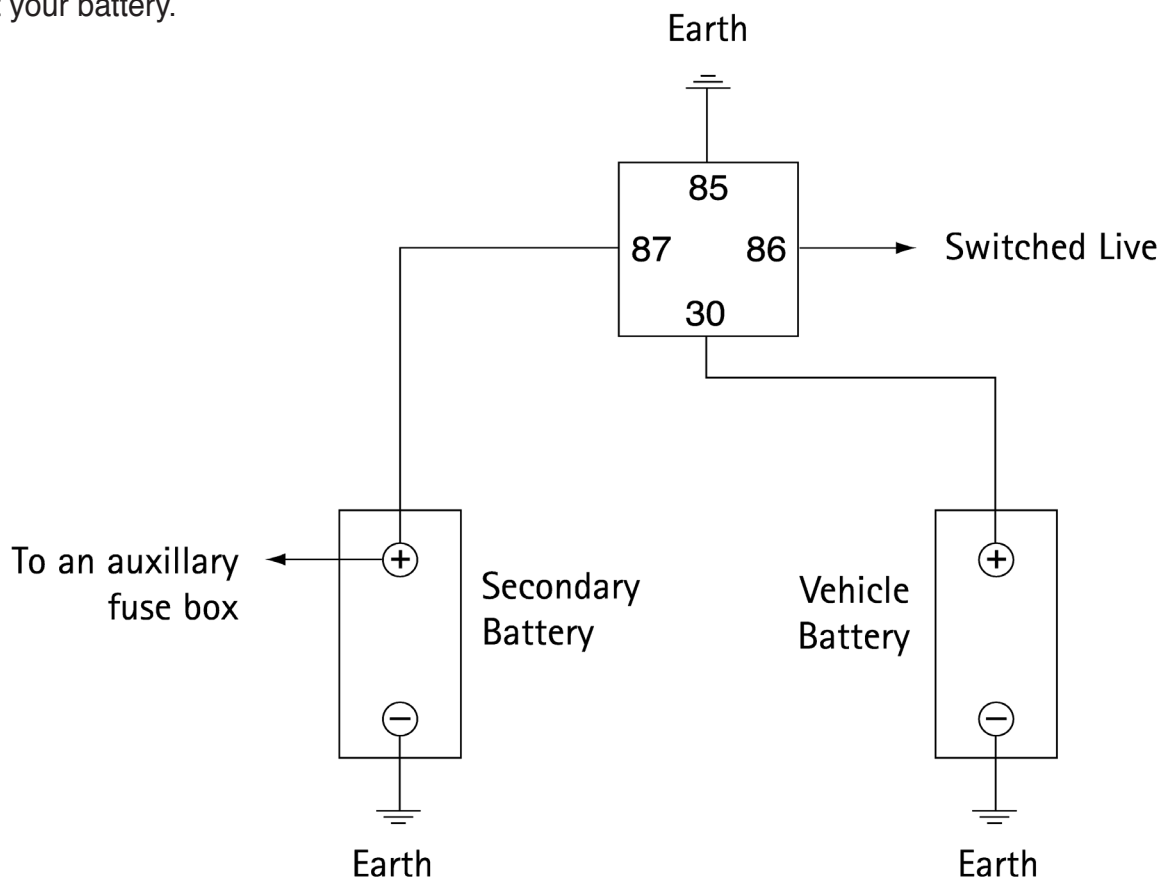 your battery.
Earth
85
87
86
Switched Live
30
To an auxillary
fuse box
+
Secondary
Battery
−
Earth
Vehicle
Battery
+
−
Earth